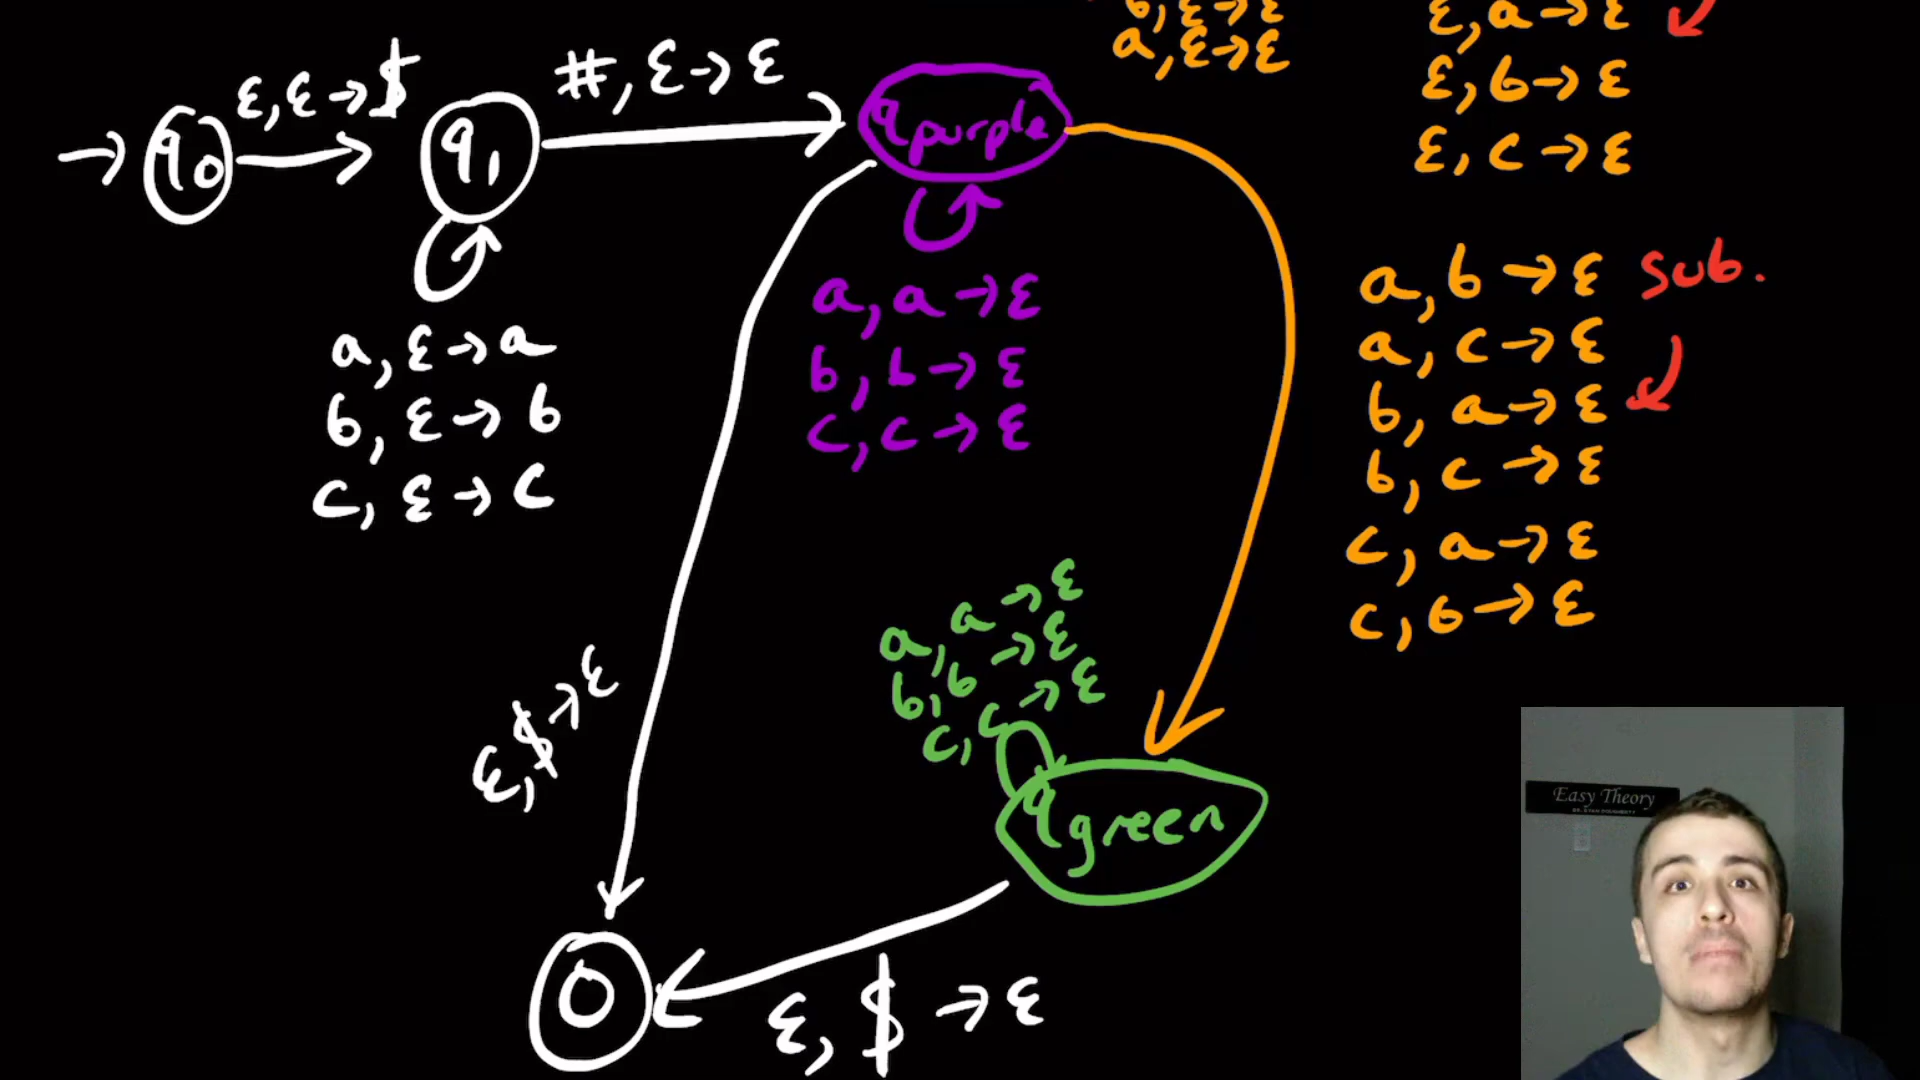 b, ε → ε
a, ε → ε
ε, a → ε
ε, b → ε
ε, c → ε
→ q0
ε, ε → $
q1
#, ε → ε
qpurple
a, ε → a
b, ε → b
c, ε → c
a, a → ε
b, b → ε
c, c → ε
a, b → ε sub.
a, c → ε
b, a → ε
b, c → ε
c, a → ε
c, b → ε
a, a → ε
b, b → ε
c, c → ε
ε, $ → ε
qgreen
ε, $ → ε
Easy Theory